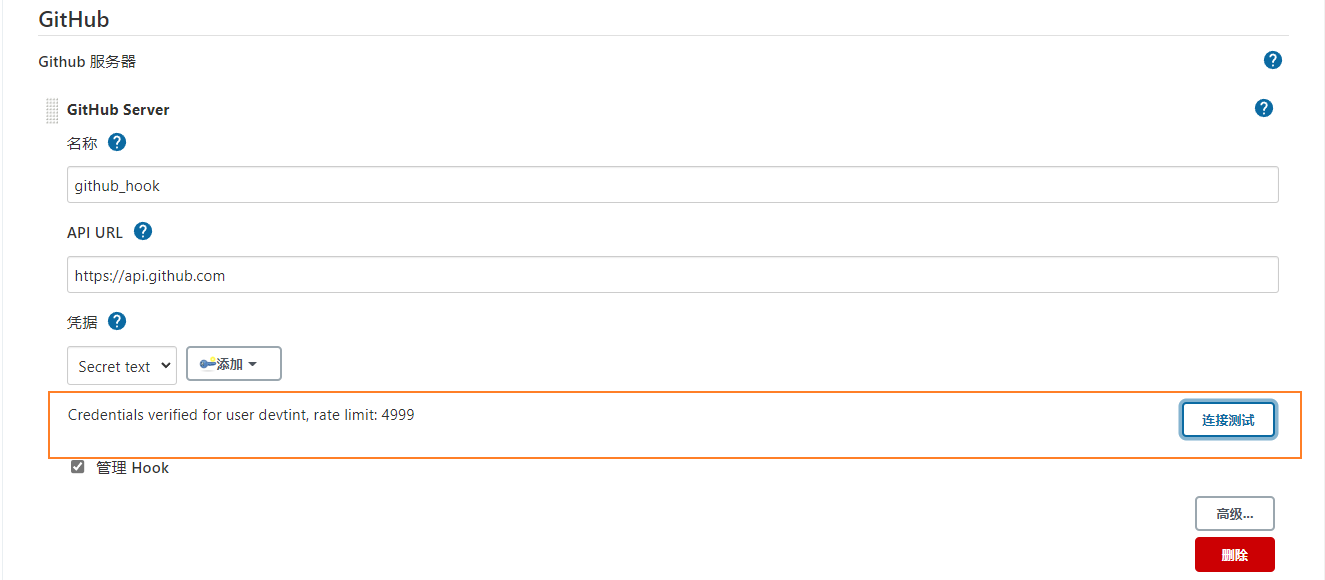 GitHub
Github 服务器
GitHub Server
名称
github_hook
API URL
https://api.github.com
凭据
Secret text 添加
Credentials verified for user devtint, rate limit: 4999 连接测试
管理 Hook
高级...
删除